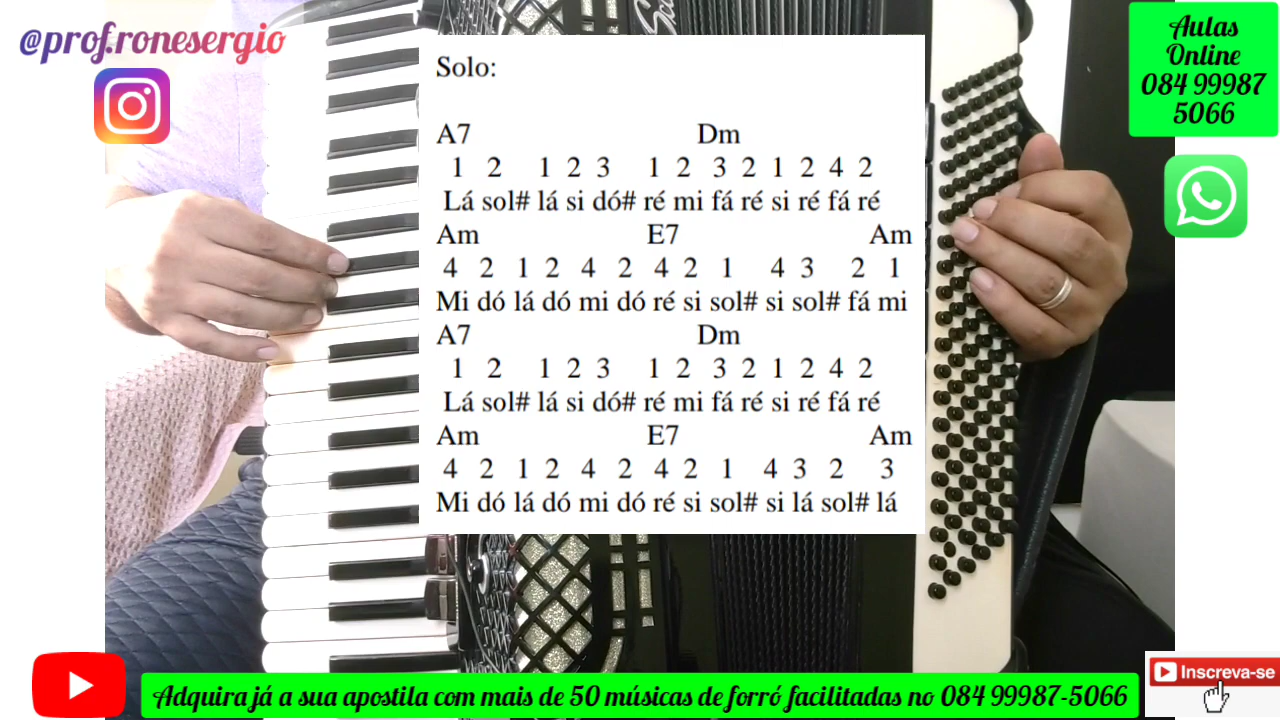 @prof.ronesergio
Aulas
Online
084 99987
5066
Solo:
A7 Dm
1 2 1 2 3 1 2 3 2 1 2 4 2
Lá sol# lá si dó# ré mi fá ré si ré fá ré
Am E7 Am
4 2 1 2 4 2 4 2 1 4 3 2 1
Mi dó lá dó mi dó ré si sol# si sol# fá mi
A7 Dm
1 2 1 2 3 1 2 3 2 1 2 4 2
Lá sol# lá si dó# ré mi fá ré si ré fá ré
Am E7 Am
4 2 1 2 4 2 4 2 1 4 3 2 3
Mi dó lá dó mi dó ré si sol# si lá sol# lá
Adquira já a sua apostila com mais de 50 músicas de forró facilitadas no 084 99987-5066
Inscreva-se